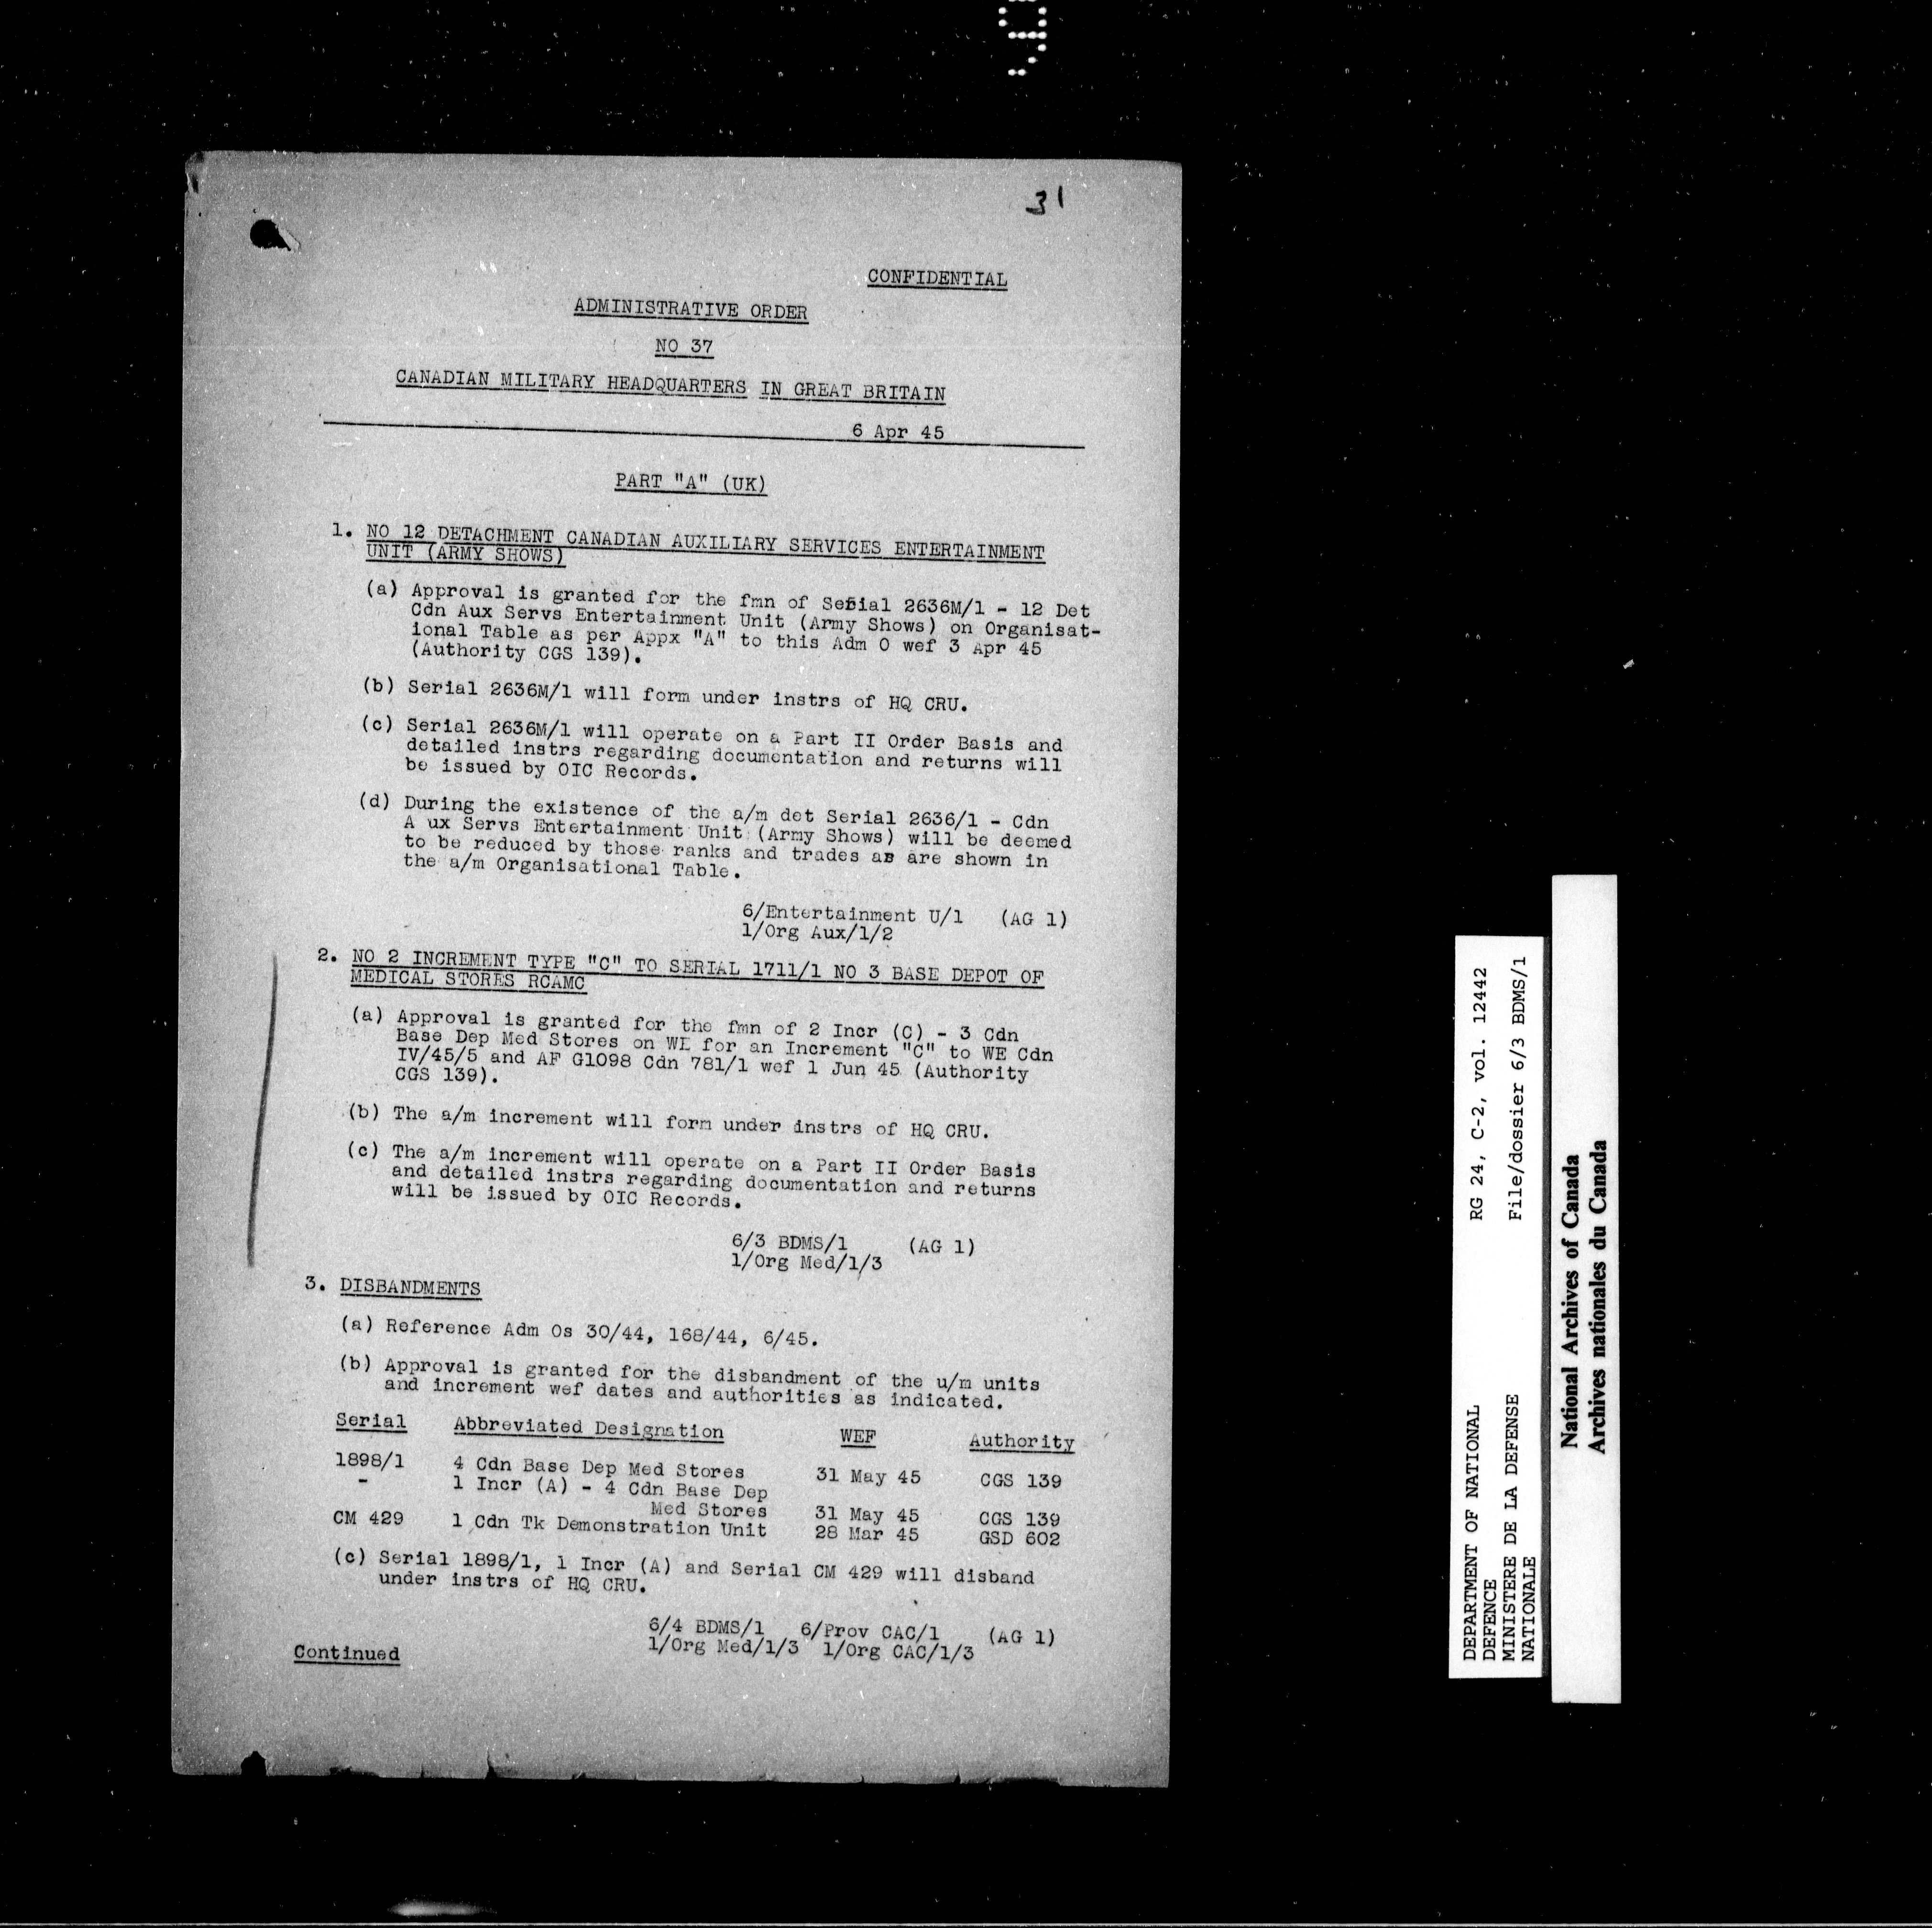 31
CONFIDENTIAL
ADMINISTRATIVE ORDER
NO 37
CANADIAN MILITARY HEADQUARTERS IN GREAT BRITAIN
6 Apr 45
PART "A" (UK)
1. NO 12 DETACHMENT CANADIAN AUXILIARY SERVICES ENTERTAINMENT
UNIT (ARMY SHOWS)
(a) Approval is granted for the fmn of Serial 2636M/1 - 12 Det
Cdn Aux Servs Entertainment Unit (Army Shows) on Organisat-
ional Table as per Appx "A" to this Adm O wef 3 Apr 45
(Authority CGS 139).
(b) Serial 2636M/1 will form under instrs of HQ CRU.
(c) Serial 2636M/1 will operate on a Part II Order Basis and
detailed instrs regarding documentation and returns will
be issued by OIC Records.
(d) During the existence of the a/m det Serial 2636/1 - Cdn
A ux Servs Entertainment Unit (Army Shows) will be deemed
to be reduced by those ranks and trades as are shown in
the a/m Organisational Table.
6/Entertainment U/1 (AG 1)
1/Org Aux/1/2
2. NO 2 INCREMENT TYPE "C" TO SERIAL 1711/1 NO 3 BASE DEPOT OF
MEDICAL STORES RCAMC
(a) Approval is granted for the fmn of 2 Incr (C) - 3 Cdn
Base Dep Med Stores on WE for an Increment "C" to WE Cdn
IV/45/5 and AF G1098 Cdn 781/1 wef 1 Jun 45 (Authority
CGS 139).
(b) The a/m increment will form under instrs of HQ CRU.
(c) The a/m increment will operate on a Part II Order Basis
and detailed instrs regarding documentation and returns
will be issued by OIC Records.
6/3 BDMS/1 (AG 1)
1/Org Med/1/3
3. DISBANDMENTS
(a) Reference Adm Os 30/44, 168/44, 6/45.
(b) Approval is granted for the disbandment of the u/m units
and increment wef dates and authorities as indicated.
Serial Abbreviated Designation WEF Authority
1898/1 4 Cdn Base Dep Med Stores 31 May 45 CGS 139
- 1 Incr (A) - 4 Cdn Base Dep
Med Stores 31 May 45 CGS 139
CM 429 1 Cdn Tk Demonstration Unit 28 Mar 45 GSD 602
(c) Serial 1898/1, 1 Incr (A) and Serial CM 429 will disband
under instrs of HQ CRU.
6/4 BDMS/1 6/Prov CAC/1 (AG 1)
1/Org Med/1/3 1/Org CAC/1/3
Continued
DEPARTMENT OF NATIONAL RG 24, C-2, vol. 12442
DEFENCE
MINISTERE DE LA DEFENSE File/dossier 6/3 BDMS/1
NATIONALE
National Archives of Canada
Archives nationales du Canada